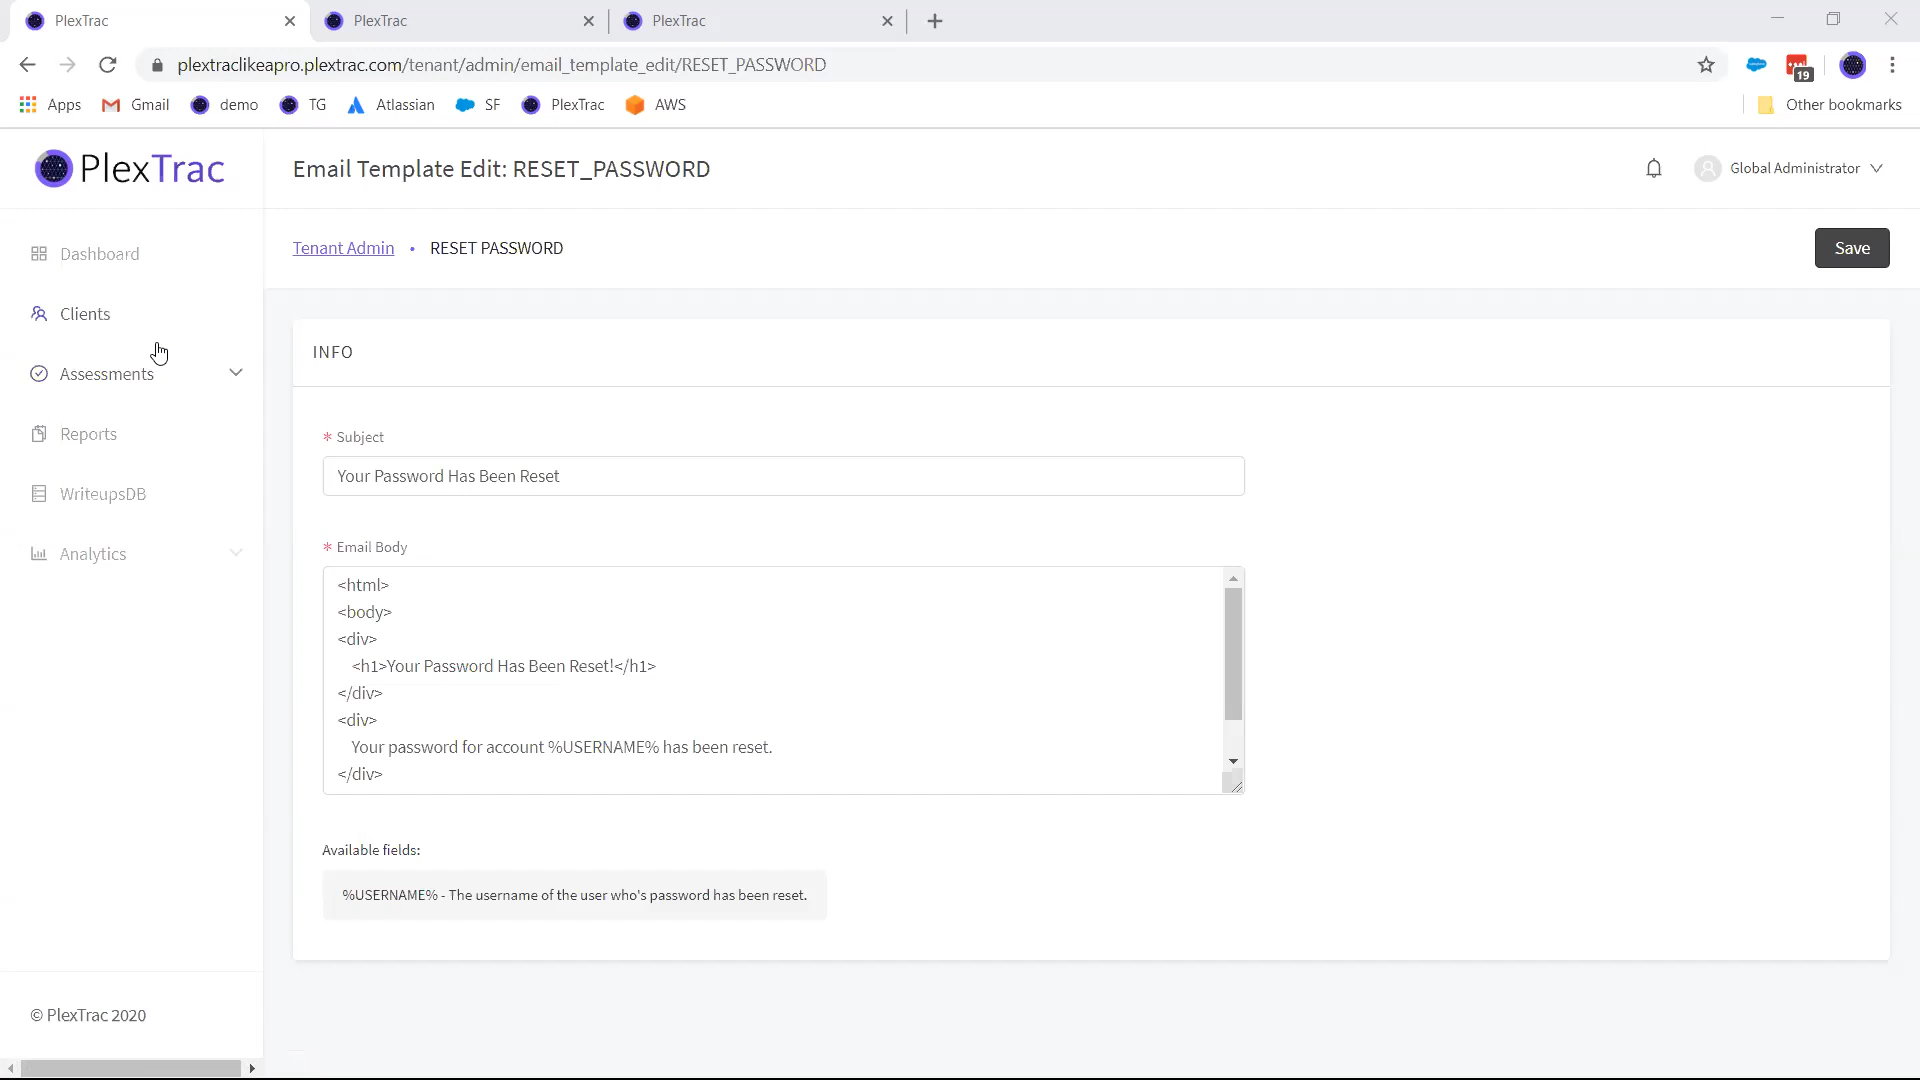 PlexTrac
PlexTrac
PlexTrac
plextraclikeapro.plextrac.com/tenant/admin/email_template_edit/RESET_PASSWORD
19
Apps
Gmail
demo
TG
Atlassian
SF
PlexTrac
AWS
Other bookmarks
PlexTrac
Email Template Edit: RESET_PASSWORD
Global Administrator
Tenant Admin • RESET PASSWORD
Save
Dashboard
Clients
Assessments
Reports
WriteupsDB
Analytics
INFO
* Subject
Your Password Has Been Reset
* Email Body
<html>
<body>
<div>
<h1>Your Password Has Been Reset!</h1>
</div>
<div>
Your password for account %USERNAME% has been reset.
</div>
Available fields:
%USERNAME% - The username of the user who's password has been reset.
© PlexTrac 2020